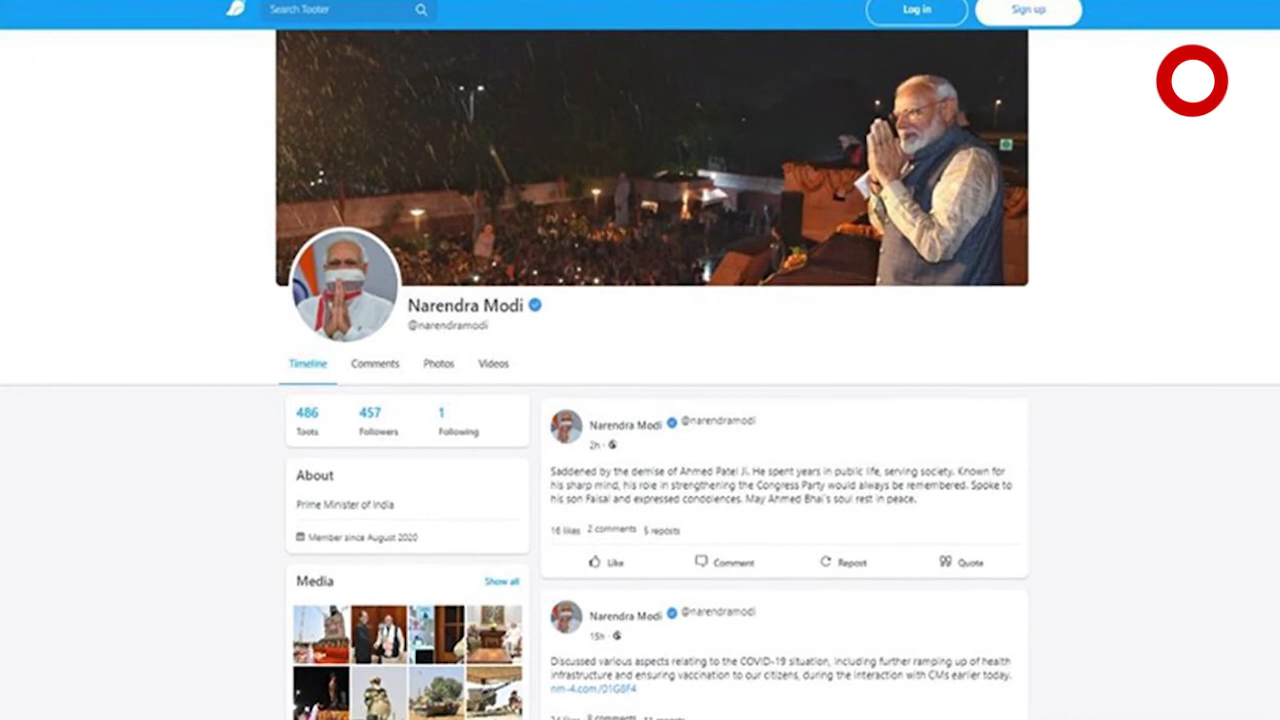 Search Tooter
Log in
Sign up
Narendra Modi
@narendramodi
Timeline Comments Photos Videos
486 457 1
Toots Followers Following
About
Prime Minister of India
Member since August 2020
Media Show all
Narendra Modi @narendramodi
2h ·
Saddened by the demise of Ahmed Patel Ji. He spent years in public life, serving society. Known for
his sharp mind, his role in strengthening the Congress Party would always be remembered. Spoke to
his son Faisal and expressed condolences. May Ahmed Bhai's soul rest in peace.
16 likes 2 comments 5 reposts
Like Comment Repost Quote
Narendra Modi @narendramodi
15h ·
Discussed various aspects relating to the COVID-19 situation, including further ramping up of health
infrastructure and ensuring vaccination to our citizens, during the interaction with CMs earlier today.
nm-4.com/01G8F4